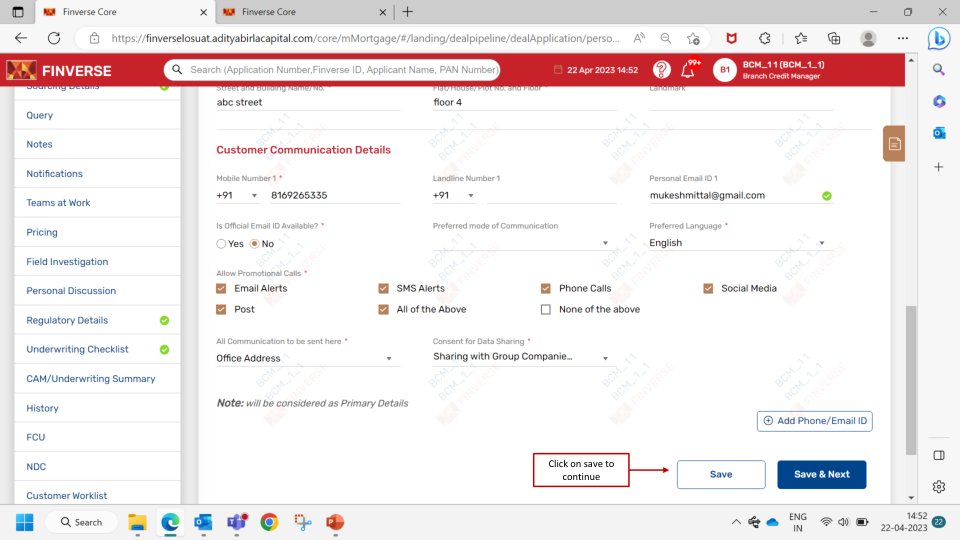 Finverse Core
Finverse Core
https://finverselosuat.adityabirlacapital.com/core/mMortgage/#/landing/dealpipeline/dealApplication/perso...
FINVERSE
Search (Application Number,Finverse ID, Applicant Name, PAN Number)
22 Apr 2023 14:52
99+
B1
BCM_11 (BCM_1_1)
Branch Credit Manager
Sourcing Details
Query
Notes
Notifications
Teams at Work
Pricing
Field Investigation
Personal Discussion
Regulatory Details
Underwriting Checklist
CAM/Underwriting Summary
History
FCU
NDC
Customer Worklist
Street and Building Name/No. *
Flat/House/Plot No. and Floor *
Landmark
abc street
floor 4
Customer Communication Details
Mobile Number 1 *
Landline Number 1
Personal Email ID 1
+91 8169265335
+91
mukeshmittal@gmail.com
Is Official Email ID Available? *
Preferred mode of Communication
Preferred Language *
Yes No
English
Allow Promotional Calls *
Email Alerts
SMS Alerts
Phone Calls
Social Media
Post
All of the Above
None of the above
All Communication to be sent here *
Consent for Data Sharing *
Office Address
Sharing with Group Companie...
Note: will be considered as Primary Details
Add Phone/Email ID
Click on save to
continue
Save
Save & Next
BCM_11
BCM_1_1
FINVERSE
Search
ENG
IN
14:52
22-04-2023
22